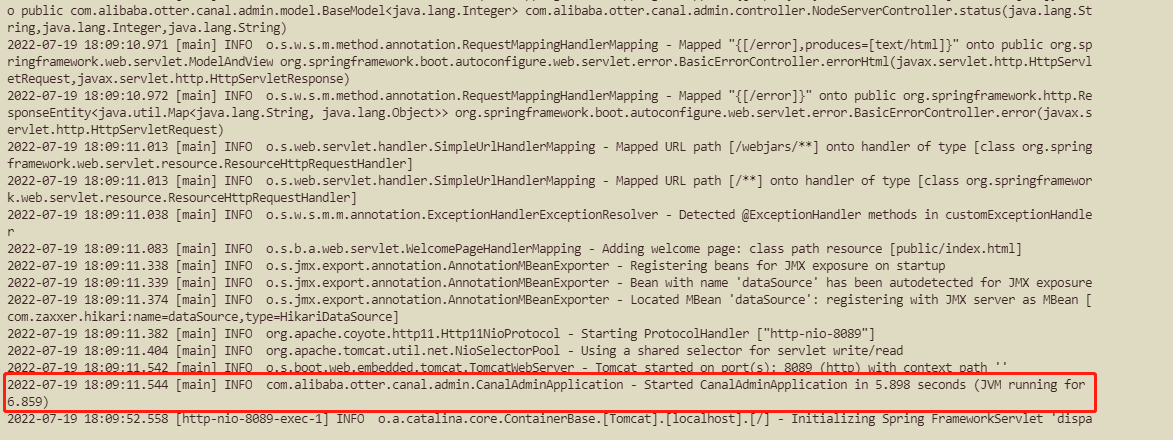 o public com.alibaba.otter.canal.admin.model.BaseModel<java.lang.Integer> com.alibaba.otter.canal.admin.controller.NodeServerController.status(java.lang.St
ring,java.lang.Integer,java.lang.String)
2022-07-19 18:09:10.971 [main] INFO  o.s.w.s.m.method.annotation.RequestMappingHandlerMapping - Mapped "{[/error],produces=[text/html]}" onto public org.sp
ringframework.web.servlet.ModelAndView org.springframework.boot.autoconfigure.web.servlet.error.BasicErrorController.errorHtml(javax.servlet.http.HttpServl
etRequest,javax.servlet.http.HttpServletResponse)
2022-07-19 18:09:10.972 [main] INFO  o.s.w.s.m.method.annotation.RequestMappingHandlerMapping - Mapped "{[/error]}" onto public org.springframework.http.Re
sponseEntity<java.util.Map<java.lang.String, java.lang.Object>> org.springframework.boot.autoconfigure.web.servlet.error.BasicErrorController.error(javax.s
ervlet.http.HttpServletRequest)
2022-07-19 18:09:11.013 [main] INFO  o.s.web.servlet.handler.SimpleUrlHandlerMapping - Mapped URL path [/webjars/**] onto handler of type [class org.spring
framework.web.servlet.resource.ResourceHttpRequestHandler]
2022-07-19 18:09:11.013 [main] INFO  o.s.web.servlet.handler.SimpleUrlHandlerMapping - Mapped URL path [/**] onto handler of type [class org.springframewor
k.web.servlet.resource.ResourceHttpRequestHandler]
2022-07-19 18:09:11.038 [main] INFO  o.s.w.s.m.m.annotation.ExceptionHandlerExceptionResolver - Detected @ExceptionHandler methods in customExceptionHandle
r
2022-07-19 18:09:11.083 [main] INFO  o.s.b.a.web.servlet.WelcomePageHandlerMapping - Adding welcome page: class path resource [public/index.html]
2022-07-19 18:09:11.338 [main] INFO  o.s.jmx.export.annotation.AnnotationMBeanExporter - Registering beans for JMX exposure on startup
2022-07-19 18:09:11.339 [main] INFO  o.s.jmx.export.annotation.AnnotationMBeanExporter - Bean with name 'dataSource' has been autodetected for JMX exposure
2022-07-19 18:09:11.374 [main] INFO  o.s.jmx.export.annotation.AnnotationMBeanExporter - Located MBean 'dataSource': registering with JMX server as MBean [
com.zaxxer.hikari:name=dataSource,type=HikariDataSource]
2022-07-19 18:09:11.382 [main] INFO  org.apache.coyote.http11.Http11NioProtocol - Starting ProtocolHandler ["http-nio-8089"]
2022-07-19 18:09:11.404 [main] INFO  org.apache.tomcat.util.net.NioSelectorPool - Using a shared selector for servlet write/read
2022-07-19 18:09:11.542 [main] INFO  o.s.boot.web.embedded.tomcat.TomcatWebServer - Tomcat started on port(s): 8089 (http) with context path ''
2022-07-19 18:09:11.544 [main] INFO  com.alibaba.otter.canal.admin.CanalAdminApplication - Started CanalAdminApplication in 5.898 seconds (JVM running for
6.859)
2022-07-19 18:09:52.558 [http-nio-8089-exec-1] INFO  o.a.catalina.core.ContainerBase.[Tomcat].[localhost].[/] - Initializing Spring FrameworkServlet 'dispa